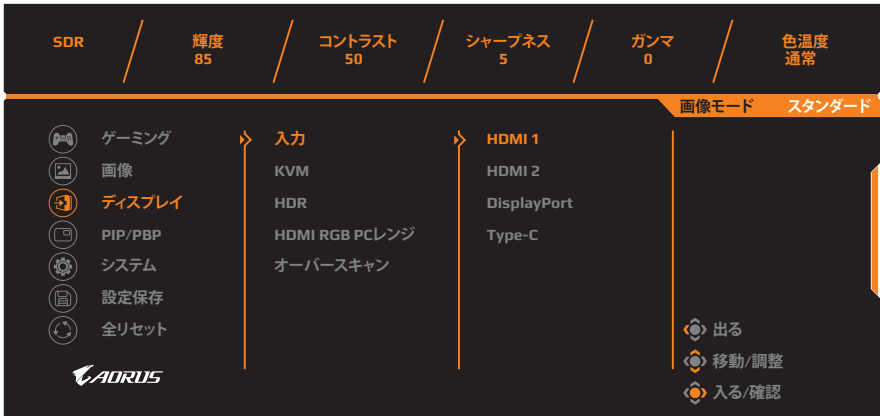 SDR
輝度
85
コントラスト
50
シャープネス
5
ガンマ
0
色温度
通常
画像モード スタンダード
ゲーミング
画像
ディスプレイ
PIP/PBP
システム
設定保存
全リセット
入力
KVM
HDR
HDMI RGB PCレンジ
オーバースキャン
HDMI 1
HDMI 2
DisplayPort
Type-C
出る
移動/調整
入る/確認
AORUS